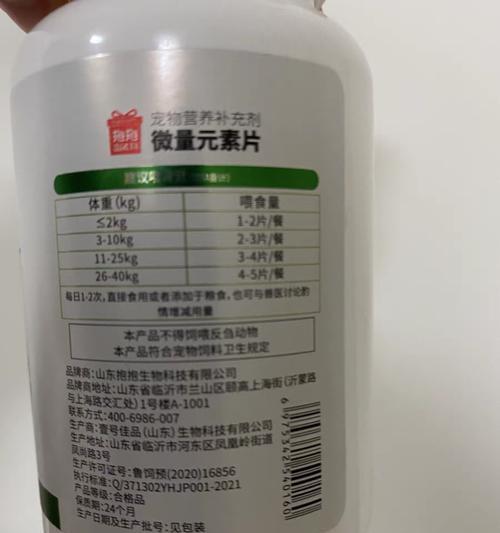 宠物营养补充剂
微量元素片
体重(kg) 喂食量
≤2kg 1-2片/餐
3-10kg 2-3片/餐
11-25kg 3-4片/餐
26-40kg 4-5片/餐
每日1-2次,直接食用或者添加于粮食,也可与兽医讨论酌
情增减用量
本产品不得饲喂反刍动物
本产品符合宠物饲料卫生规定
品牌商:山东抱抱生物科技有限公司
品牌商地址:山东省临沂市兰山区颐高上海街(沂蒙路
与上海路交汇处)1号楼A-1001
联系方式:400-6986-007
生产商:壹号佳品(山东)生物科技有限公司
生产地址:山东省临沂市河东区凤凰岭街道
凤尚路3号
生产许可证号:鲁饲预(2020)16856
执行标准:Q/371302YHJP001-2021
产品等级:合格品
保质期:24个月
生产日期及生产批号:见包装